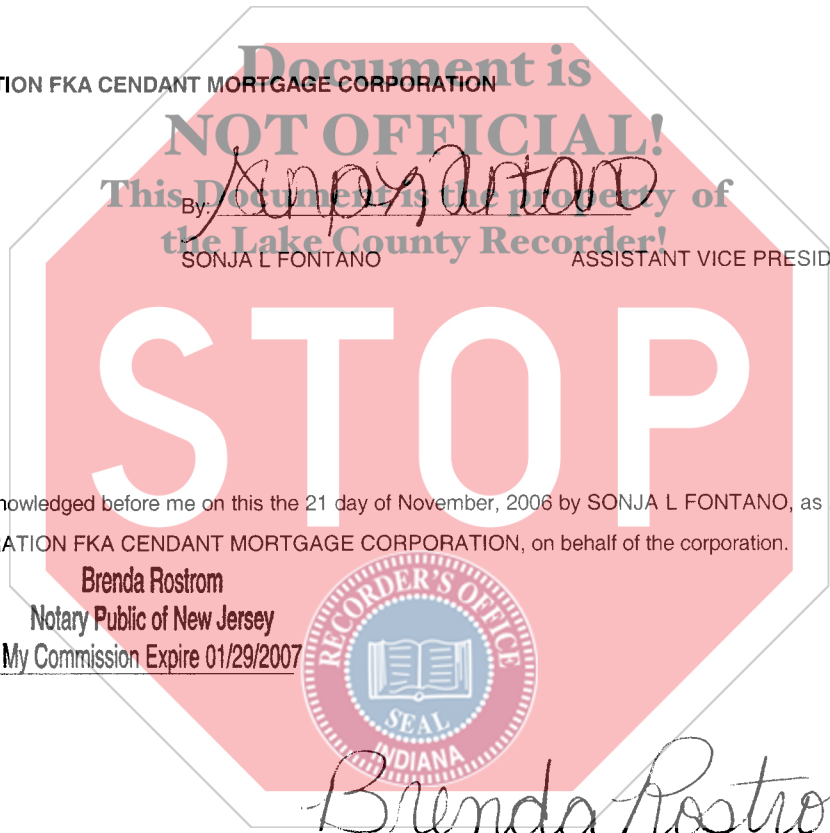 Document is
TION FKA CENDANT MORTGAGE CORPORATION
NOT OFFICIAL!
This Document is the property of
By:
the Lake County Recorder!
SONJA L FONTANO ASSISTANT VICE PRESID
STOP
nowledged before me on this the 21 day of November, 2006 by SONJA L FONTANO, as
RATION FKA CENDANT MORTGAGE CORPORATION, on behalf of the corporation.
Brenda Rostrom
Notary Public of New Jersey
My Commission Expire 01/29/2007
RECORDER'S OFFICE
SEAL
INDIANA
Brenda Rostro